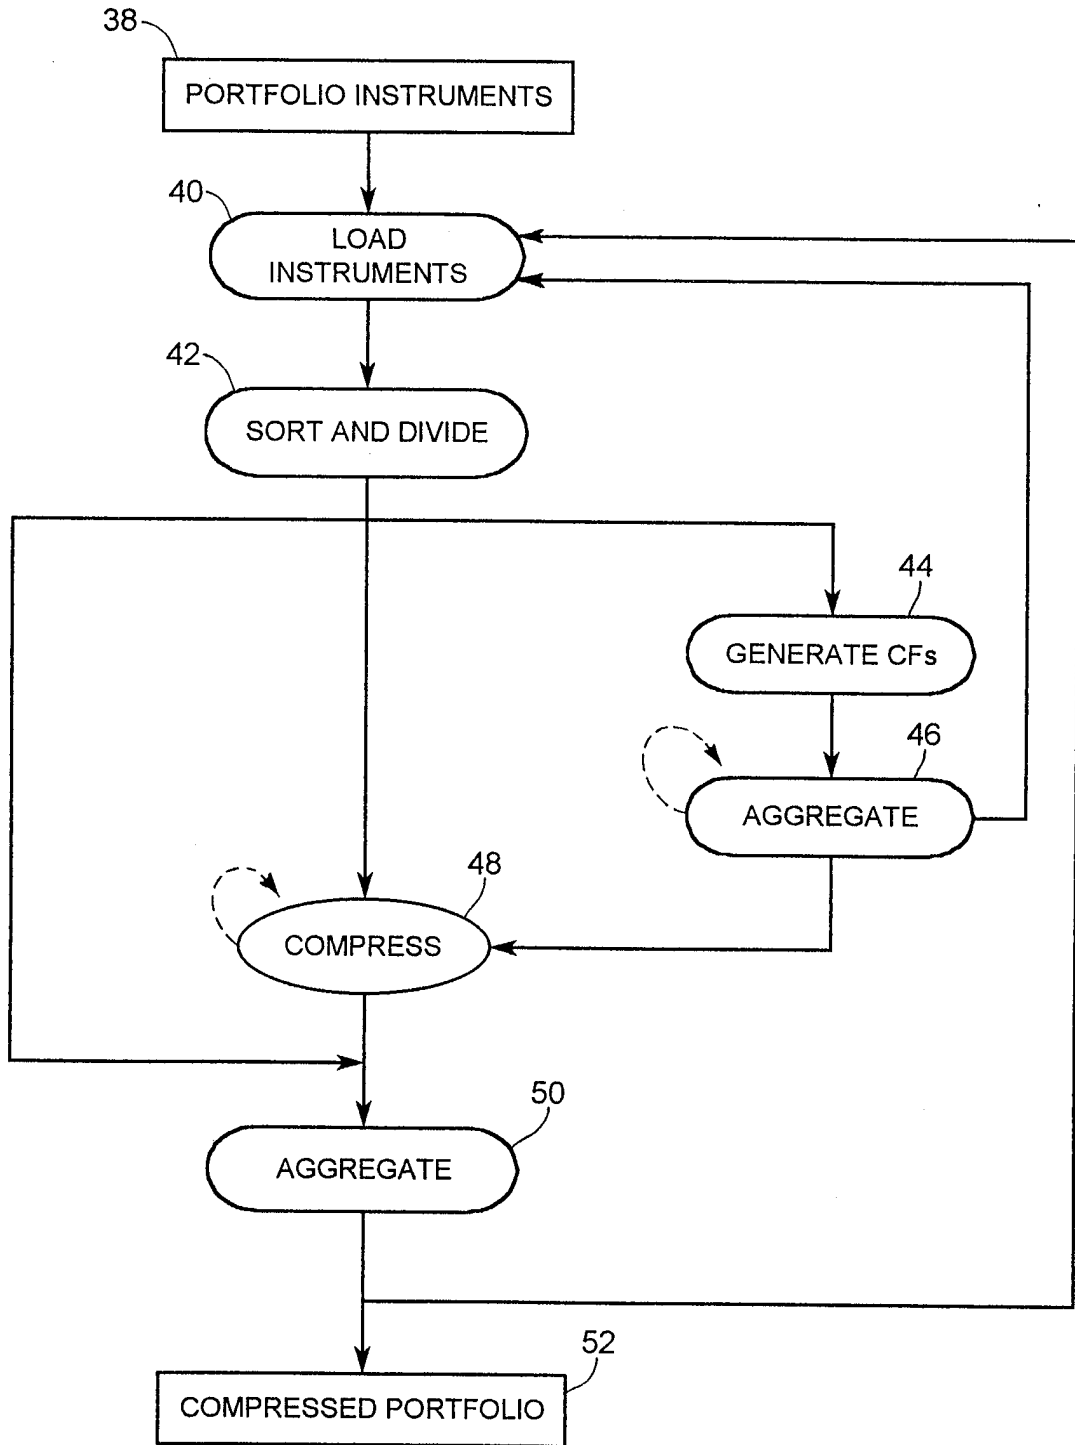 38
PORTFOLIO INSTRUMENTS
40
LOAD
INSTRUMENTS
42
SORT AND DIVIDE
44
GENERATE CFs
46
AGGREGATE
48
COMPRESS
50
AGGREGATE
52
COMPRESSED PORTFOLIO